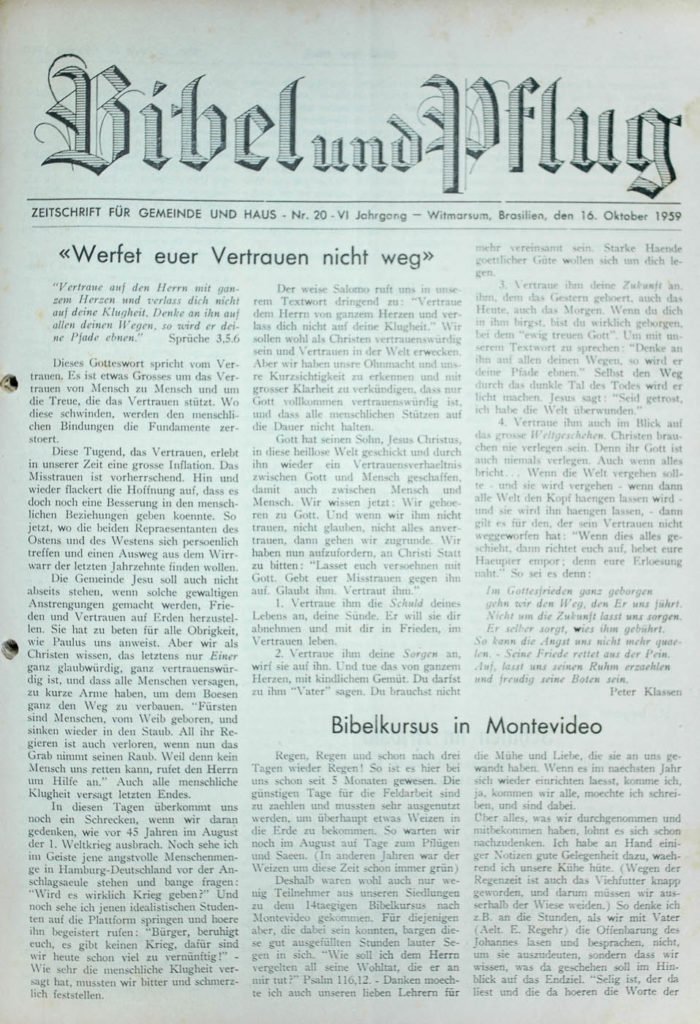 Bibel und Pflug
ZEITSCHRIFT FÜR GEMEINDE UND HAUS - Nr. 20 - VI Jahrgang — Witmarsum, Brasilien, den 16. Oktober 1959
«Werfet euer Vertrauen nicht weg»
"Vertraue auf den Herrn mit gan-
zem Herzen und verlass dich nicht
auf deine Klugheit. Denke an ihn auf
allen deinen Wegen, so wird er dei-
ne Pfade ebnen." Sprüche 3,5.6
Dieses Gotteswort spricht vom Ver-
trauen. Es ist etwas Grosses um das Ver-
trauen von Mensch zu Mensch und um
die Treue, die das Vertrauen stützt. Wo
diese schwinden, werden den menschli-
chen Bindungen die Fundamente zer-
stoert.
Diese Tugend, das Vertrauen, erlebt
in unserer Zeit eine grosse Inflation. Das
Misstrauen ist vorherrschend. Hin und
wieder flackert die Hoffnung auf, dass es
doch noch eine Besserung in den mensch-
lichen Beziehungen geben koennte. So
jetzt, wo die beiden Repraesentanten des
Ostens und des Westens sich persoenlich
treffen und einen Ausweg aus dem Wirr-
warr der letzten Jahrzehnte finden wollen.
Die Gemeinde Jesu soll auch nicht
abseits stehen, wenn solche gewaltigen
Anstrengungen gemacht werden, Frie-
den und Vertrauen auf Erden herzustel-
len. Sie hat zu beten für alle Obrigkeit,
wie Paulus uns anweist. Aber wir als
Christen wissen, das letztens nur Einer
ganz glaubwürdig, ganz vertrauenswür-
dig ist, und dass alle Menschen versagen,
zu kurze Arme haben, um dem Boesen
ganz den Weg zu verbauen. "Fürsten
sind Menschen, vom Weib geboren, und
sinken wieder in den Staub. All ihr Re-
gieren ist auch verloren, wenn nun das
Grab nimmt seinen Raub. Weil denn kein
Mensch uns retten kann, rufet den Herrn
um Hilfe an." Auch alle menschliche
Klugheit versagt letzten Endes.
In diesen Tagen überkommt uns
noch ein Schrecken, wenn wir daran
gedenken, wie vor 45 Jahren im August
der 1. Weltkrieg ausbrach. Noch sehe ich
im Geiste jene angstvolle Menschenmen-
ge in Hamburg-Deutschland vor der An-
schlagsaeule stehen und bange fragen:
"Wird es wirklich Krieg geben?" Und
noch sehe ich jenen idealistischen Studen-
ten auf die Plattform springen und hoere
ihn begeistert rufen: "Bürger, beruhigt
euch, es gibt keinen Krieg, dafür sind
wir heute schon viel zu vernünftig!" -
Wie sehr die menschliche Klugheit ver-
sagt hat, mussten wir bitter und schmerz-
lich feststellen.
Der weise Salomo ruft uns in unse-
rem Textwort dringend zu: "Vertraue
dem Herrn von ganzem Herzen und ver-
lass dich nicht auf deine Klugheit." Wir
sollen wohl als Christen vertrauenswürdig
sein und Vertrauen in der Welt erwecken.
Aber wir haben unsre Ohnmacht und uns-
re Kurzsichtigkeit zu erkennen und mit
grosser Klarheit zu verkündigen, dass nur
Gott vollkommen vertrauenswürdig ist,
und dass alle menschlichen Stützen auf
die Dauer nicht halten.
Gott hat seinen Sohn, Jesus Christus,
in diese heillose Welt geschickt und durch
ihn wieder ein Vertrauensverhaeltnis
zwischen Gott und Mensch geschaffen,
damit auch zwischen Mensch und
Mensch. Wir wissen jetzt: Wir gehoe-
ren zu Gott. Und wenn wir ihm nicht
trauen, nicht glauben, nicht alles anver-
trauen, dann gehen wir zugrunde. Wir
haben nun aufzufordern, an Christi Statt
zu bitten: "Lasset euch versoehnen mit
Gott. Gebt euer Misstrauen gegen ihn
auf. Glaubt ihm. Vertraut ihm."
1. Vertraue ihm die Schuld deines
Lebens an, deine Sünde. Er will sie dir
abnehmen und mit dir in Frieden, im
Vertrauen leben.
2. Vertraue ihm deine Sorgen an,
wirf sie auf ihn. Und tue das von ganzem
Herzen, mit kindlichem Gemüt. Du darfst
zu ihm "Vater" sagen. Du brauchst nicht
mehr vereinsamt sein. Starke Haende
goettlicher Güte wollen sich um dich le-
gen.
3. Vertraue ihm deine Zukunft an.
ihm, dem das Gestern gehoert, auch das
Heute, auch das Morgen. Wenn du dich
in ihm birgst, bist du wirklich geborgen,
bei dem "ewig treuen Gott". Um mit un-
serem Textwort zu sprechen: "Denke an
ihn auf allen deinen Wegen, so wird er
deine Pfade ebnen." Selbst den Weg
durch das dunkle Tal des Todes wird er
licht machen. Jesus sagt: "Seid getrost,
ich habe die Welt überwunden."
4. Vertraue ihm auch im Blick auf
das grosse Weltgeschehen. Christen brau-
chen nie verlegen sein. Denn ihr Gott ist
auch niemals verlegen. Auch wenn alles
bricht... Wenn die Welt vergehen soll-
te - und sie wird vergehen - wenn dann
alle Welt den Kopf haengen lassen wird -
und sie wird ihn haengen lassen, - dann
gilt es für den, der sein Vertrauen nicht
weggeworfen hat: "Wenn dies alles ge-
schieht, dann richtet euch auf, hebet eure
Haeupter empor; denn eure Erloesung
naht." So sei es denn:
Im Gottesfrieden ganz geborgen
gehn wir den Weg, den Er uns führt.
Nicht um die Zukunft lasst uns sorgen.
Er selber sorgt, wies ihm gebührt.
So kann die Angst uns nicht mehr quae-
len. - Seine Friede rettet aus der Pein.
Auf, lasst uns seinen Ruhm erzaehlen
und freudig seine Boten sein.
Peter Klassen
Bibelkursus in Montevideo
Regen, Regen und schon nach drei
Tagen wieder Regen! So ist es hier bei
uns schon seit 5 Monaten gewesen. Die
günstigen Tage für die Feldarbeit sind
zu zaehlen und mussten sehr ausgenutzt
werden, um überhaupt etwas Weizen in
die Erde zu bekommen. So warten wir
noch im August auf Tage zum Pflügen
und Saeen. (In anderen Jahren war der
Weizen um diese Zeit schon immer grün)
Deshalb waren wohl auch nur we-
nig Teilnehmer aus unseren Siedlungen
zu dem 14taegigen Bibelkursus nach
Montevideo gekommen. Für diejenigen
aber, die dabei sein konnten, bargen die-
se gut ausgefüllten Stunden lauter Se-
gen in sich. "Wie soll ich dem Herrn
vergelten all seine Wohltat, die er an
mir tut?" Psalm 116,12. - Danken moech-
te ich auch unseren lieben Lehrern für
die Mühe und Liebe, die sie an uns ge-
wandt haben. Wenn es im naechsten Jahr
sich wieder einrichten laesst, komme ich,
ja, kommen wir alle, moechte ich schrei-
ben, und sind dabei.
Über alles, was wir durchgenommen und
mitbekommen haben, lohnt es sich schon
nachzudenken. Ich habe an Hand eini-
ger Notizen gute Gelegenheit dazu, waeh-
rend ich unsere Kühe hüte. (Wegen der
Regenzeit ist auch das Viehfutter knapp
geworden, und darum müssen wir aus-
serhalb der Wiese weiden.) So denke ich
z.B. an die Stunden, als wir mit Vater
(Aelt. E. Regehr) die Offenbarung des
Johannes lasen und besprachen, nicht,
um sie auszudeuten, sondern dass wir
wissen, was da geschehen soll im Hin-
blick auf das Endziel. "Selig ist, der da
liest und die da hoeren die Worte der